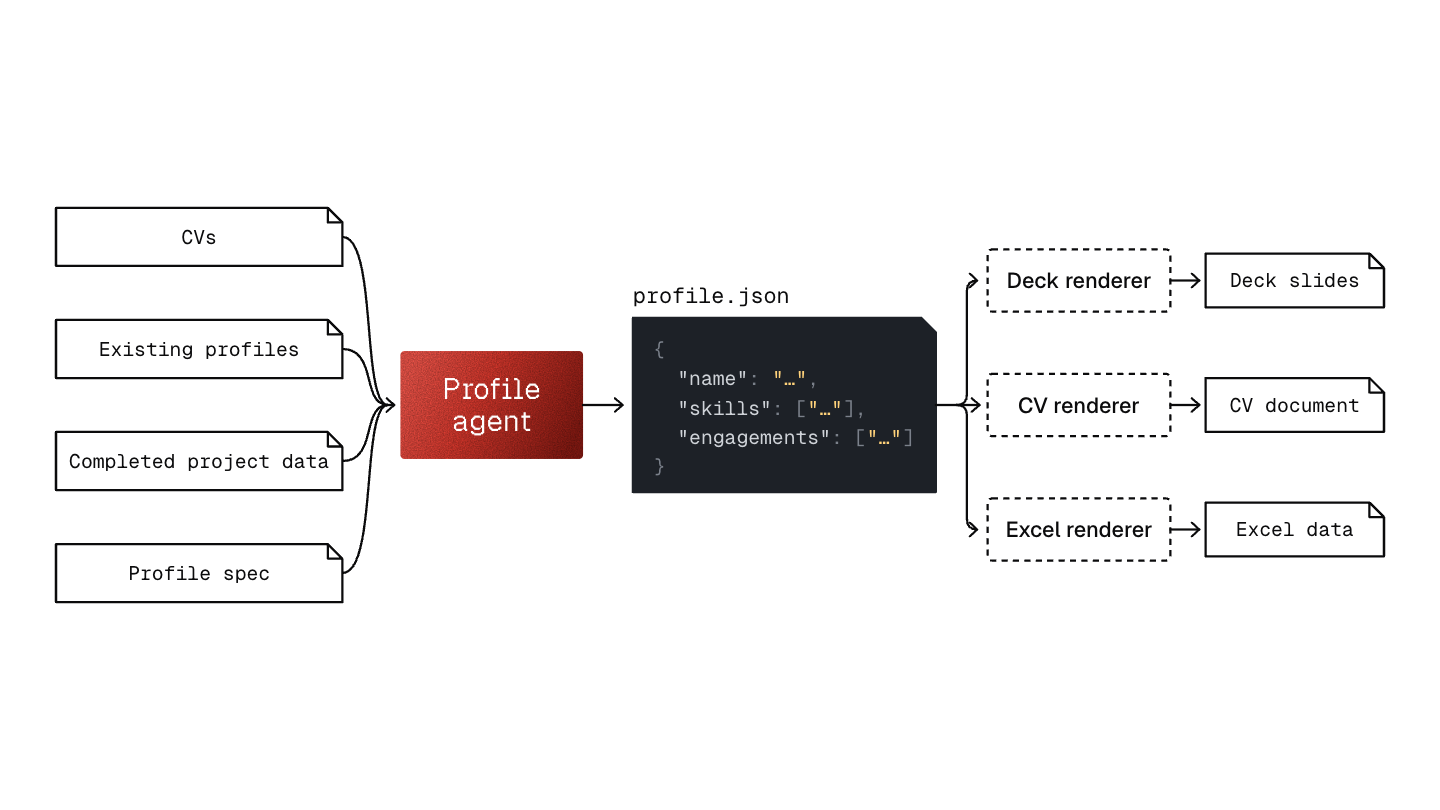 CVs
Existing profiles
Completed project data
Profile spec
Profile
agent
profile.json
{
"name": "…",
"skills": ["…"],
"engagements": ["…"]
}
Deck renderer
Deck slides
CV renderer
CV document
Excel renderer
Excel data